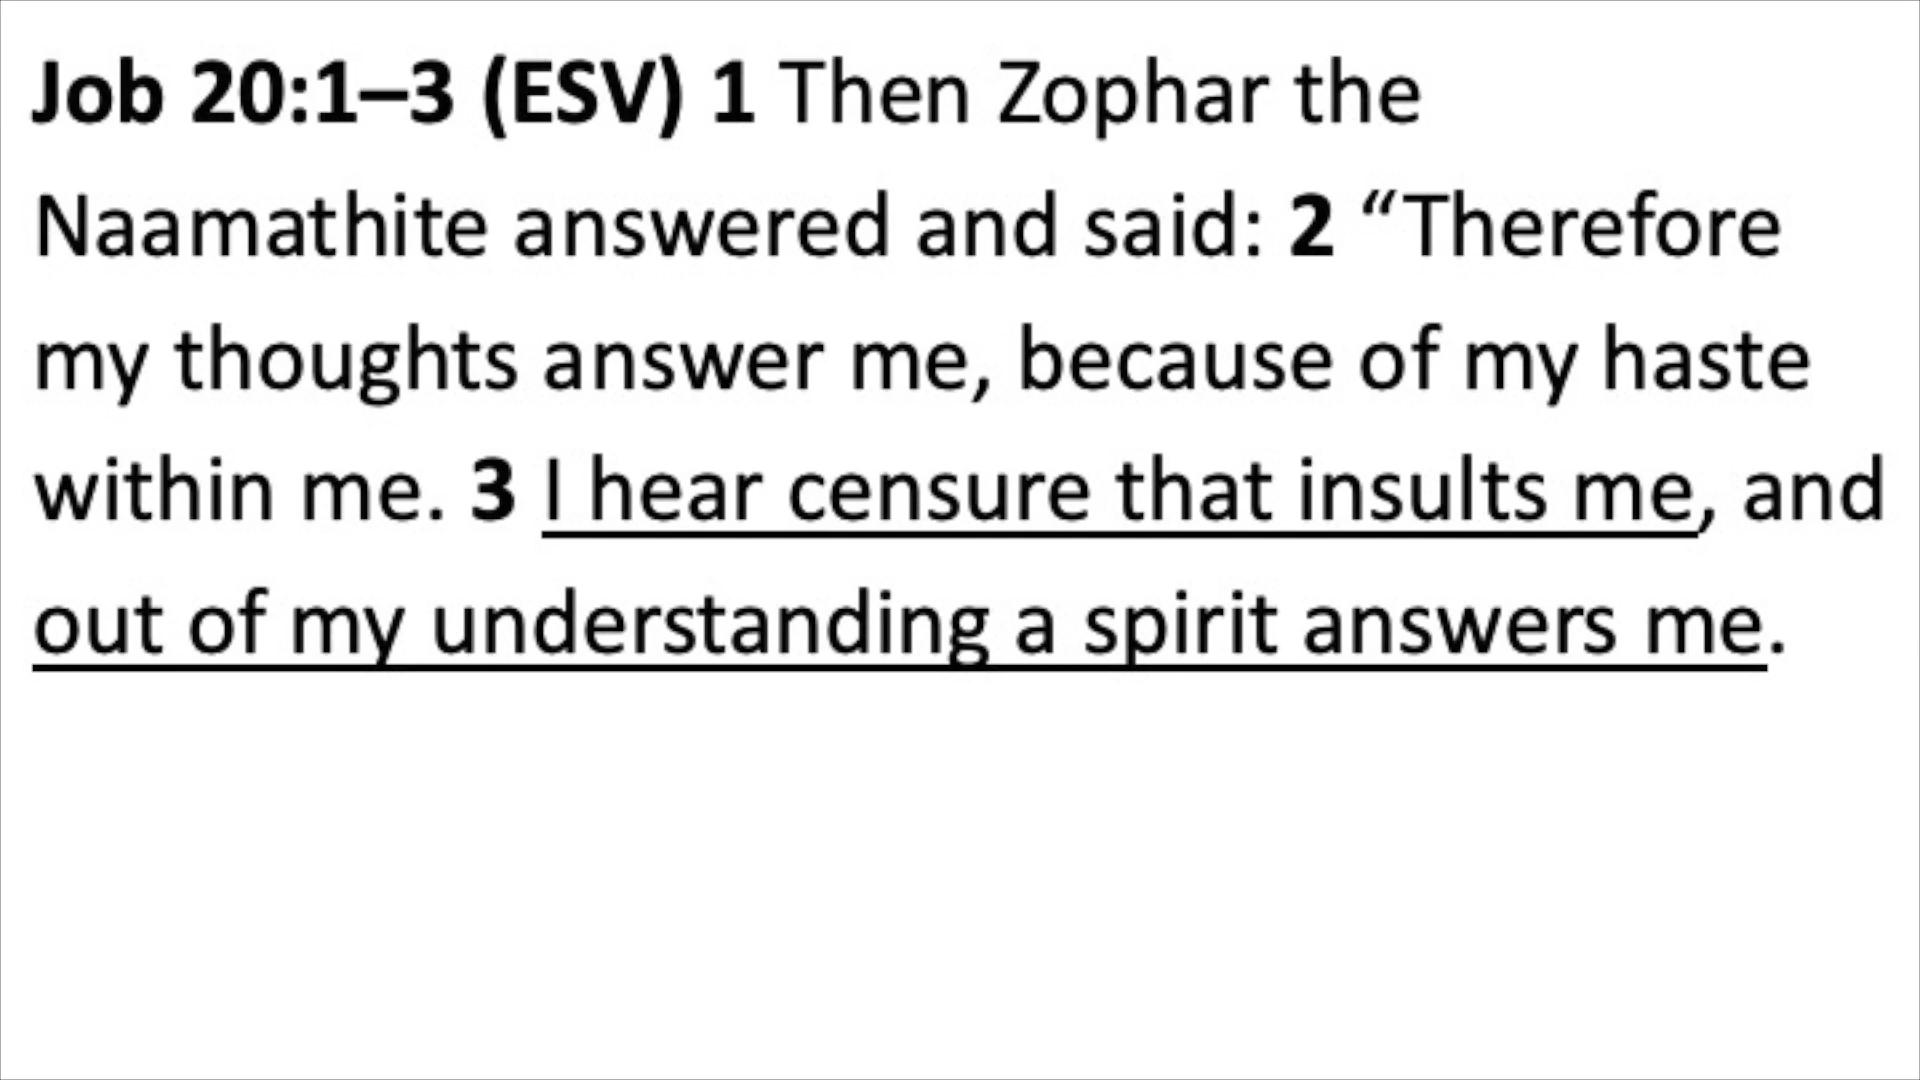 Job 20:1–3 (ESV) 1 Then Zophar the
Naamathite answered and said: 2 “Therefore
my thoughts answer me, because of my haste
within me. 3 I hear censure that insults me, and
out of my understanding a spirit answers me.